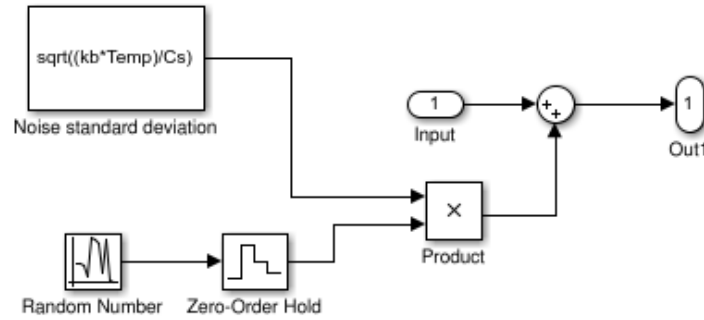 sqrt((kb*Temp)/Cs)
Noise standard deviation
1
Input
+
+
1
Out1
×
Product
Random Number
Zero-Order Hold